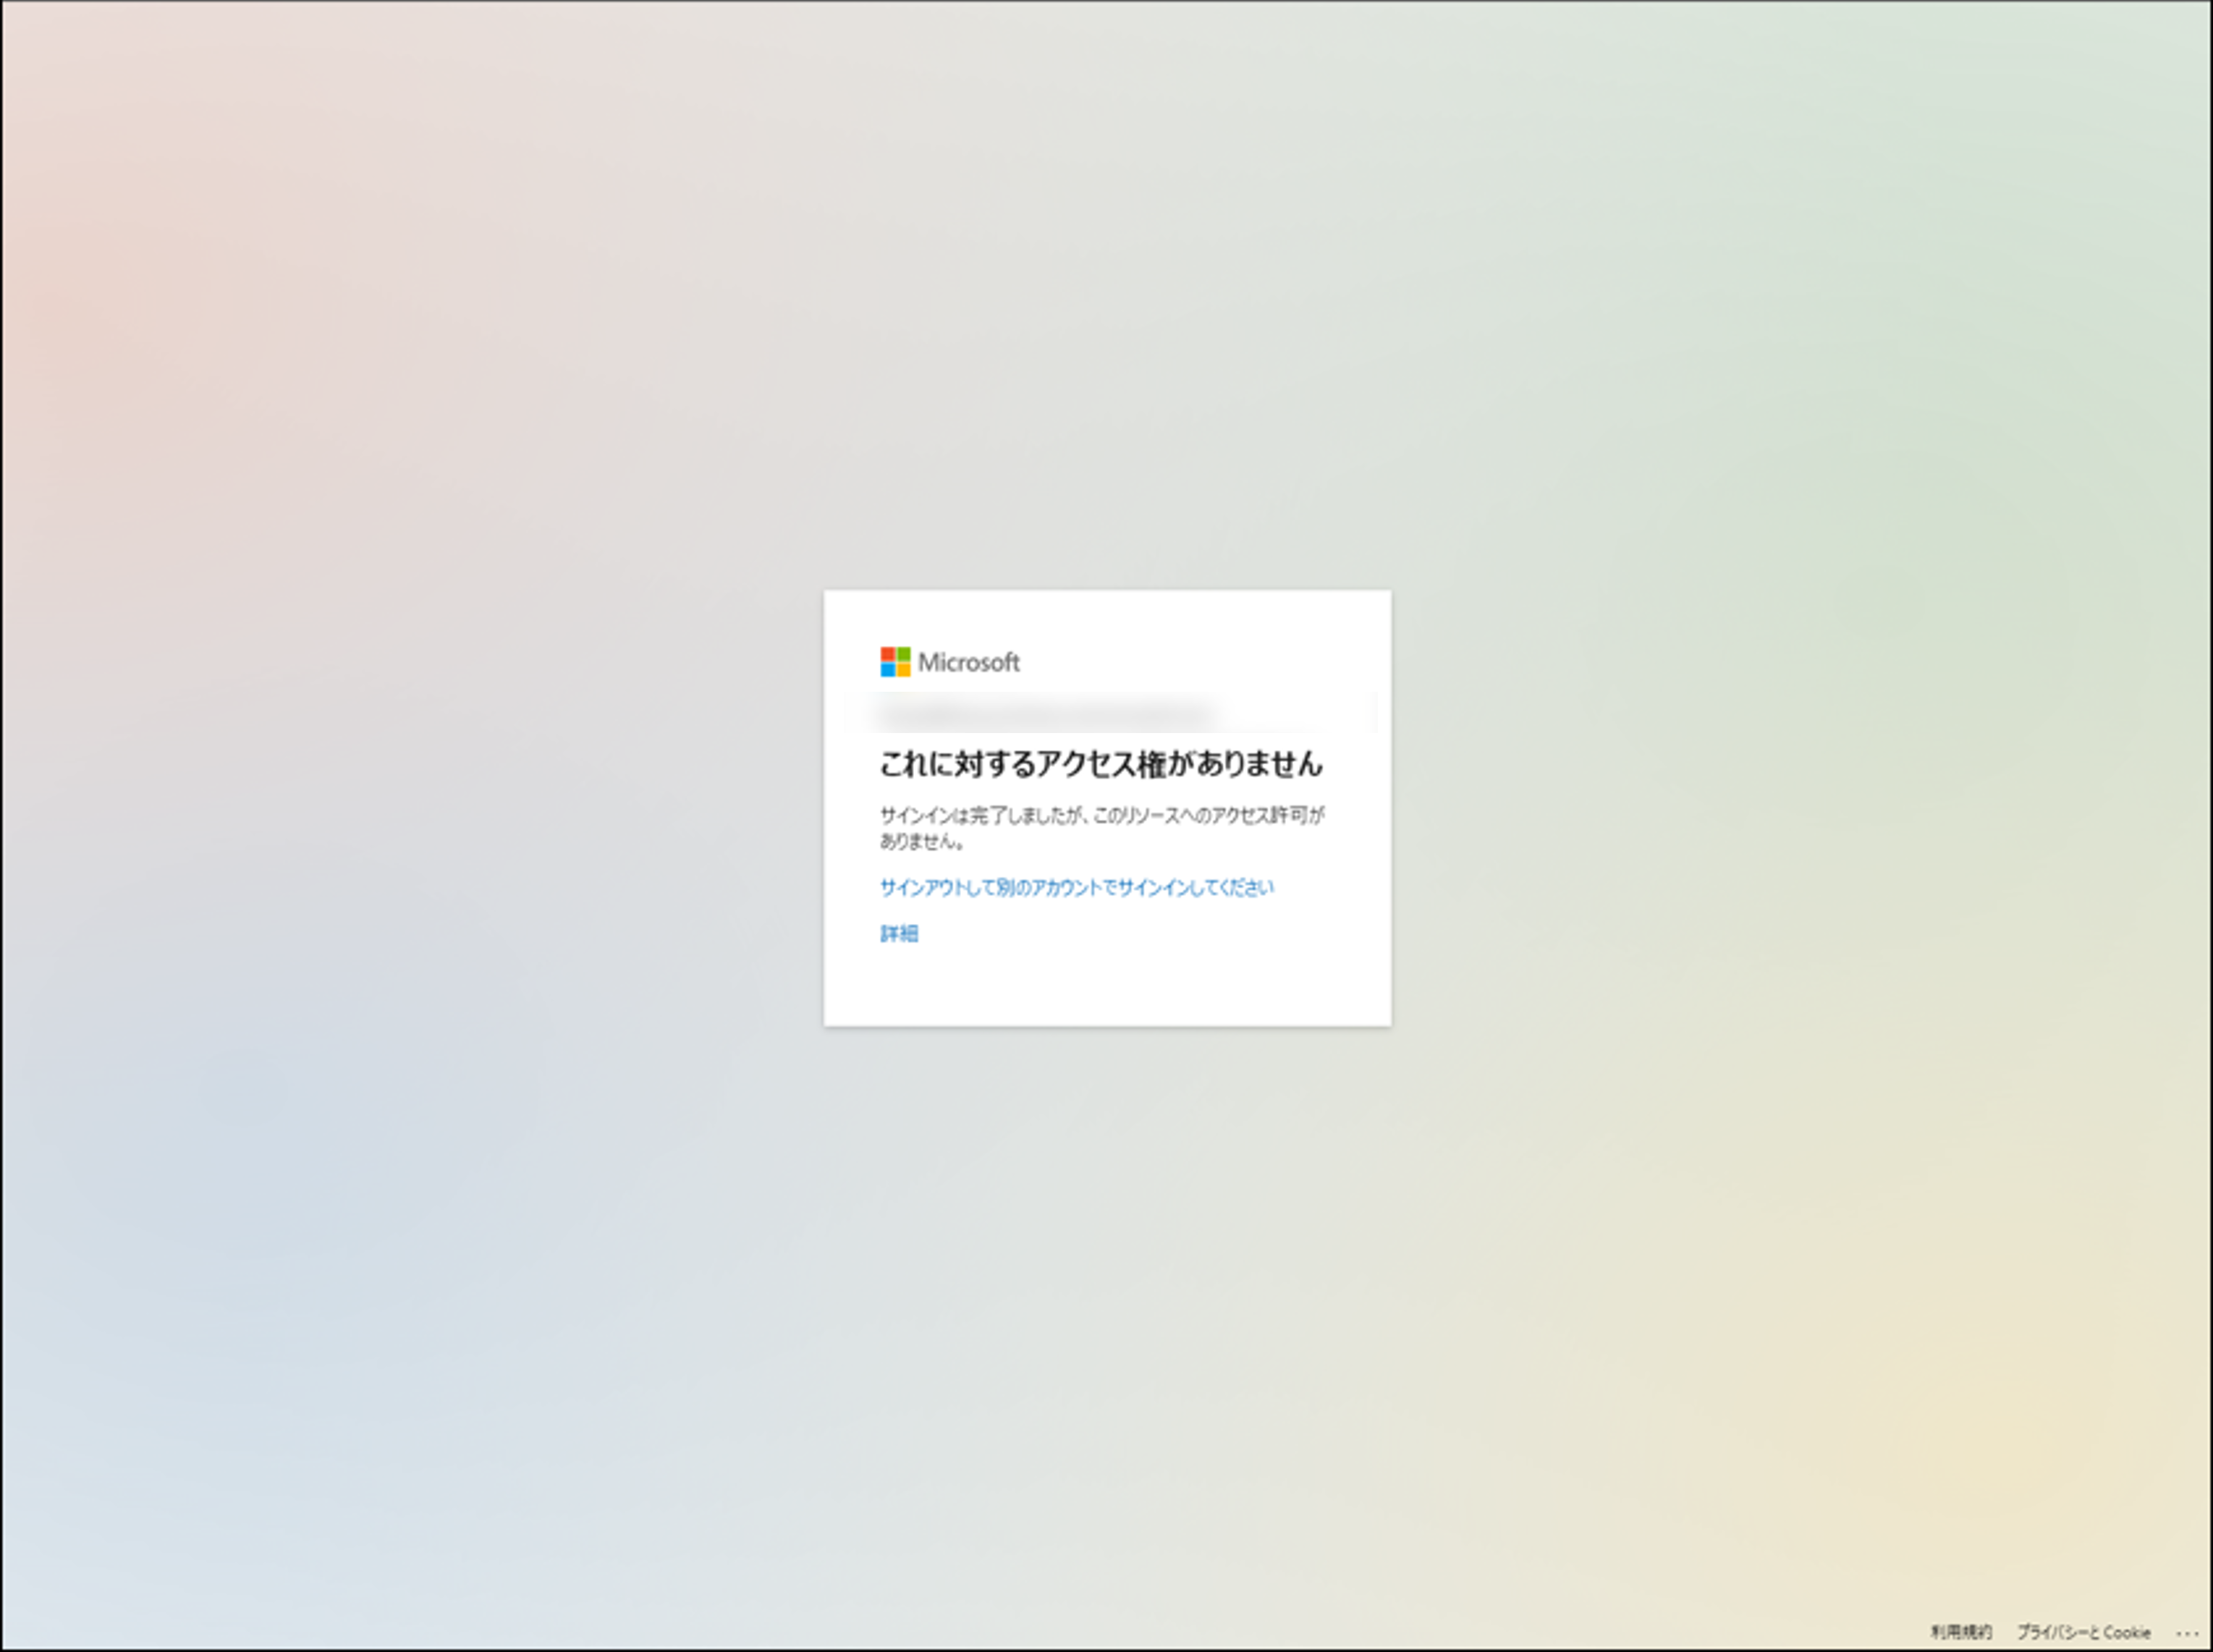 Microsoft
これに対するアクセス権がありません
サインインは完了しましたが、このリソースへのアクセス許可が
ありません。
サインアウトして別のアカウントでサインインしてください
詳細
利用規約 プライバシーと Cookie ...